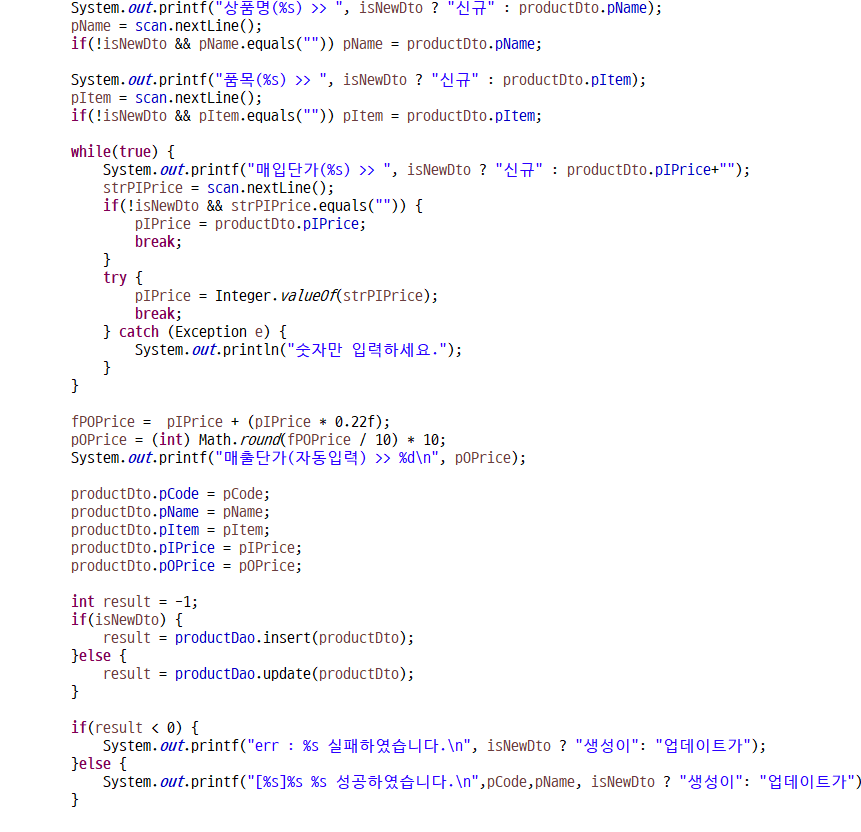 System.out.printf("상품명(%s) >> ", isNewDto ? "신규" : productDto.pName);
pName = scan.nextLine();
if(!isNewDto && pName.equals("")) pName = productDto.pName;
System.out.printf("품목(%s) >> ", isNewDto ? "신규" : productDto.pItem);
pItem = scan.nextLine();
if(!isNewDto && pItem.equals("")) pItem = productDto.pItem;
while(true) {
System.out.printf("매입단가(%s) >> ", isNewDto ? "신규" : productDto.pIPrice+"");
strPIPrice = scan.nextLine();
if(!isNewDto && strPIPrice.equals("")) {
pIPrice = productDto.pIPrice;
break;
}
try {
pIPrice = Integer.valueOf(strPIPrice);
break;
} catch (Exception e) {
System.out.println("숫자만 입력하세요.");
}
}
fPOPrice =  pIPrice + (pIPrice * 0.22f);
pOPrice = (int) Math.round(fPOPrice / 10) * 10;
System.out.printf("매출단가(자동입력) >> %d\n", pOPrice);
productDto.pCode = pCode;
productDto.pName = pName;
productDto.pItem = pItem;
productDto.pIPrice = pIPrice;
productDto.pOPrice = pOPrice;
int result = -1;
if(isNewDto) {
result = productDao.insert(productDto);
}else {
result = productDao.update(productDto);
}
if(result < 0) {
System.out.printf("err : %s 실패하였습니다.\n", isNewDto ? "생성이": "업데이트가");
}else {
System.out.printf("[%s]%s %s 성공하였습니다.\n",pCode,pName, isNewDto ? "생성이": "업데이트가")
}